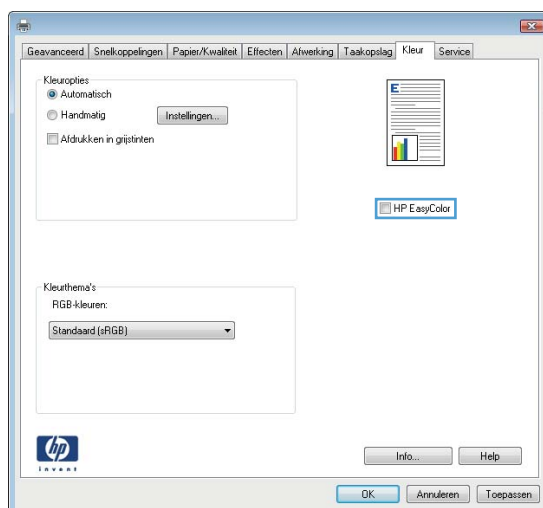 Geavanceerd Snelkoppelingen Papier/Kwaliteit Effecten Afwerking Taakopslag Kleur Service
Kleuropties
Automatisch
Handmatig Instellingen...
Afdrukken in grijstinten
E
HP EasyColor
Kleurthema's
RGB-kleuren:
Standaard (sRGB)
hp
invent
Info... Help
OK Annuleren Toepassen